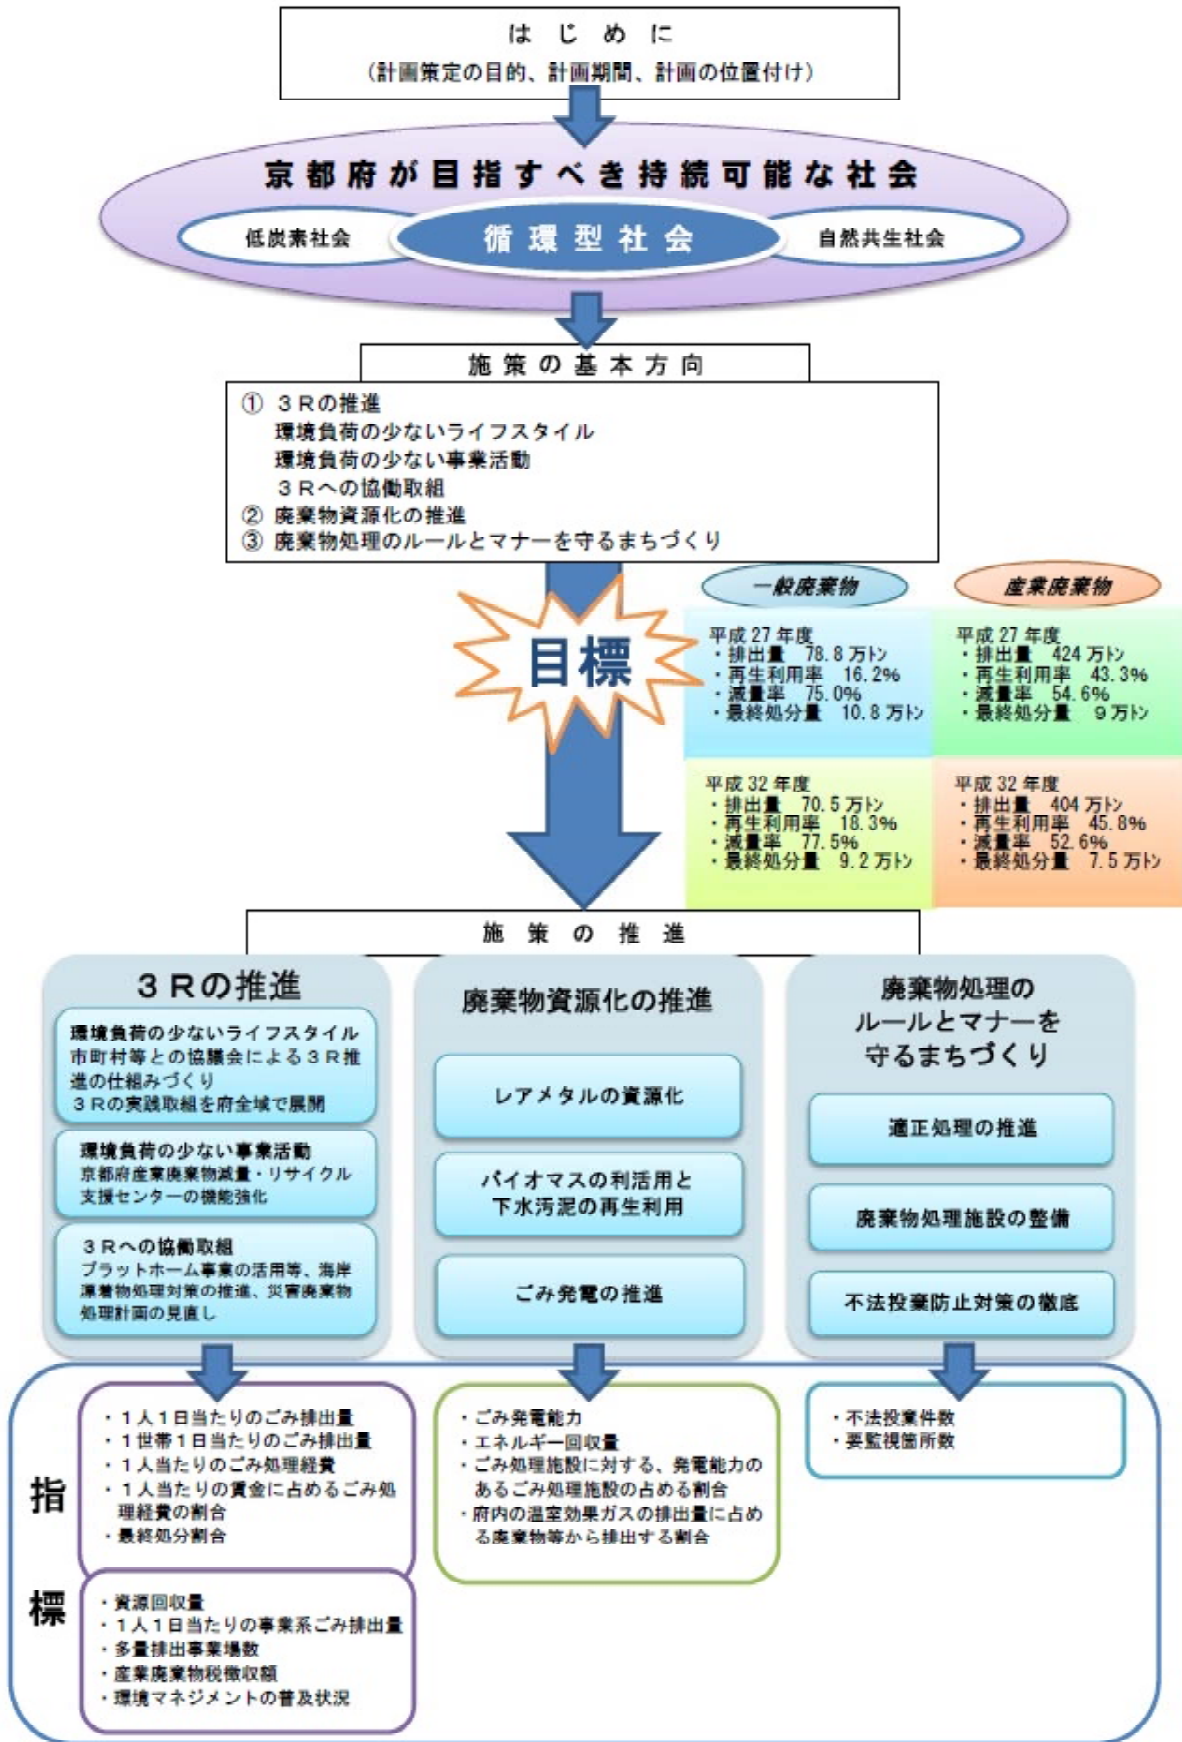 はじめに
(計画策定の目的、計画期間、計画の位置付け)
京都府が目指すべき持続可能な社会
低炭素社会
循環型社会
自然共生社会
施策の基本方向
① 3Rの推進
環境負荷の少ないライフスタイル
環境負荷の少ない事業活動
3Rへの協働取組
② 廃棄物資源化の推進
③ 廃棄物処理のルールとマナーを守るまちづくり
目標
一般廃棄物
平成27年度
・排出量 78.8万トン
・再生利用率 16.2%
・減量率 75.0%
・最終処分量 10.8万トン
産業廃棄物
平成27年度
・排出量 424万トン
・再生利用率 43.3%
・減量率 54.6%
・最終処分量 9万トン
平成32年度
・排出量 70.5万トン
・再生利用率 18.3%
・減量率 77.5%
・最終処分量 9.2万トン
平成32年度
・排出量 404万トン
・再生利用率 45.8%
・減量率 52.6%
・最終処分量 7.5万トン
施策の推進
3Rの推進
環境負荷の少ないライフスタイル
市町村等との協議会による3R推
進の仕組みづくり
3Rの実践取組を府全域で展開
環境負荷の少ない事業活動
京都府産業廃棄物減量・リサイクル
支援センターの機能強化
3Rへの協働取組
プラットホーム事業の活用等、海岸
漂着物処理対策の推進、災害廃棄物
処理計画の見直し
廃棄物資源化の推進
レアメタルの資源化
バイオマスの利活用と
下水汚泥の再生利用
ごみ発電の推進
廃棄物処理の
ルールとマナーを
守るまちづくり
適正処理の推進
廃棄物処理施設の整備
不法投棄防止対策の徹底
指標
・1人1日当たりのごみ排出量
・1世帯1日当たりのごみ排出量
・1人当たりのごみ処理経費
・1人当たりの賃金に占めるごみ処
理経費の割合
・最終処分割合
・資源回収量
・1人1日当たりの事業系ごみ排出量
・多量排出事業場数
・産業廃棄物税徴収額
・環境マネジメントの普及状況
・ごみ発電能力
・エネルギー回収量
・ごみ処理施設に対する、発電能力の
あるごみ処理施設の占める割合
・府内の温室効果ガスの排出量に占め
る廃棄物等から排出する割合
・不法投棄件数
・要監視箇所数